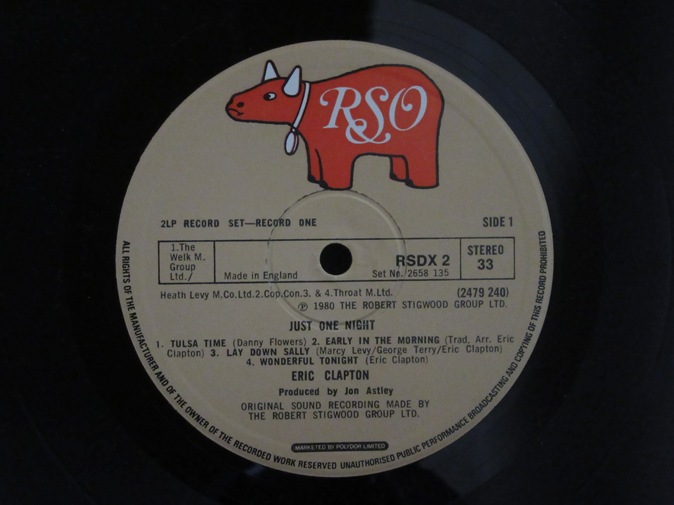 RSO
2LP RECORD SET—RECORD ONE
SIDE 1
1.The
Welk M.
Group
Ltd./
Made in England
RSDX 2
Set No./2658 135
STEREO
33
Heath Levy M.Co.Ltd.2.Cop.Con.3. & 4.Throat M.Ltd.
(2479 240)
℗ 1980 THE ROBERT STIGWOOD GROUP LTD.
JUST ONE NIGHT
1. TULSA TIME (Danny Flowers) 2. EARLY IN THE MORNING (Trad. Arr. Eric
Clapton) 3. LAY DOWN SALLY (Marcy Levy/George Terry/Eric Clapton)
4. WONDERFUL TONIGHT (Eric Clapton)
ERIC CLAPTON
Produced by Jon Astley
ORIGINAL SOUND RECORDING MADE BY
THE ROBERT STIGWOOD GROUP LTD.
MARKETED BY POLYDOR LIMITED
ALL RIGHTS OF THE MANUFACTURER AND OF THE OWNER OF THE RECORDED WORK RESERVED UNAUTHORISED PUBLIC PERFORMANCE BROADCASTING AND COPYING OF THIS RECORD PROHIBITED